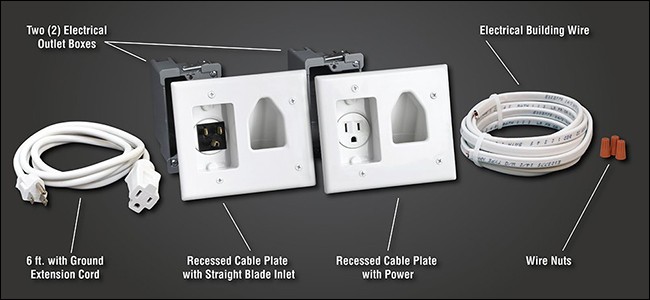 Two (2) Electrical
Outlet Boxes
Electrical Building Wire
6 ft. with Ground
Extension Cord
Recessed Cable Plate
with Straight Blade Inlet
Recessed Cable Plate
with Power
Wire Nuts